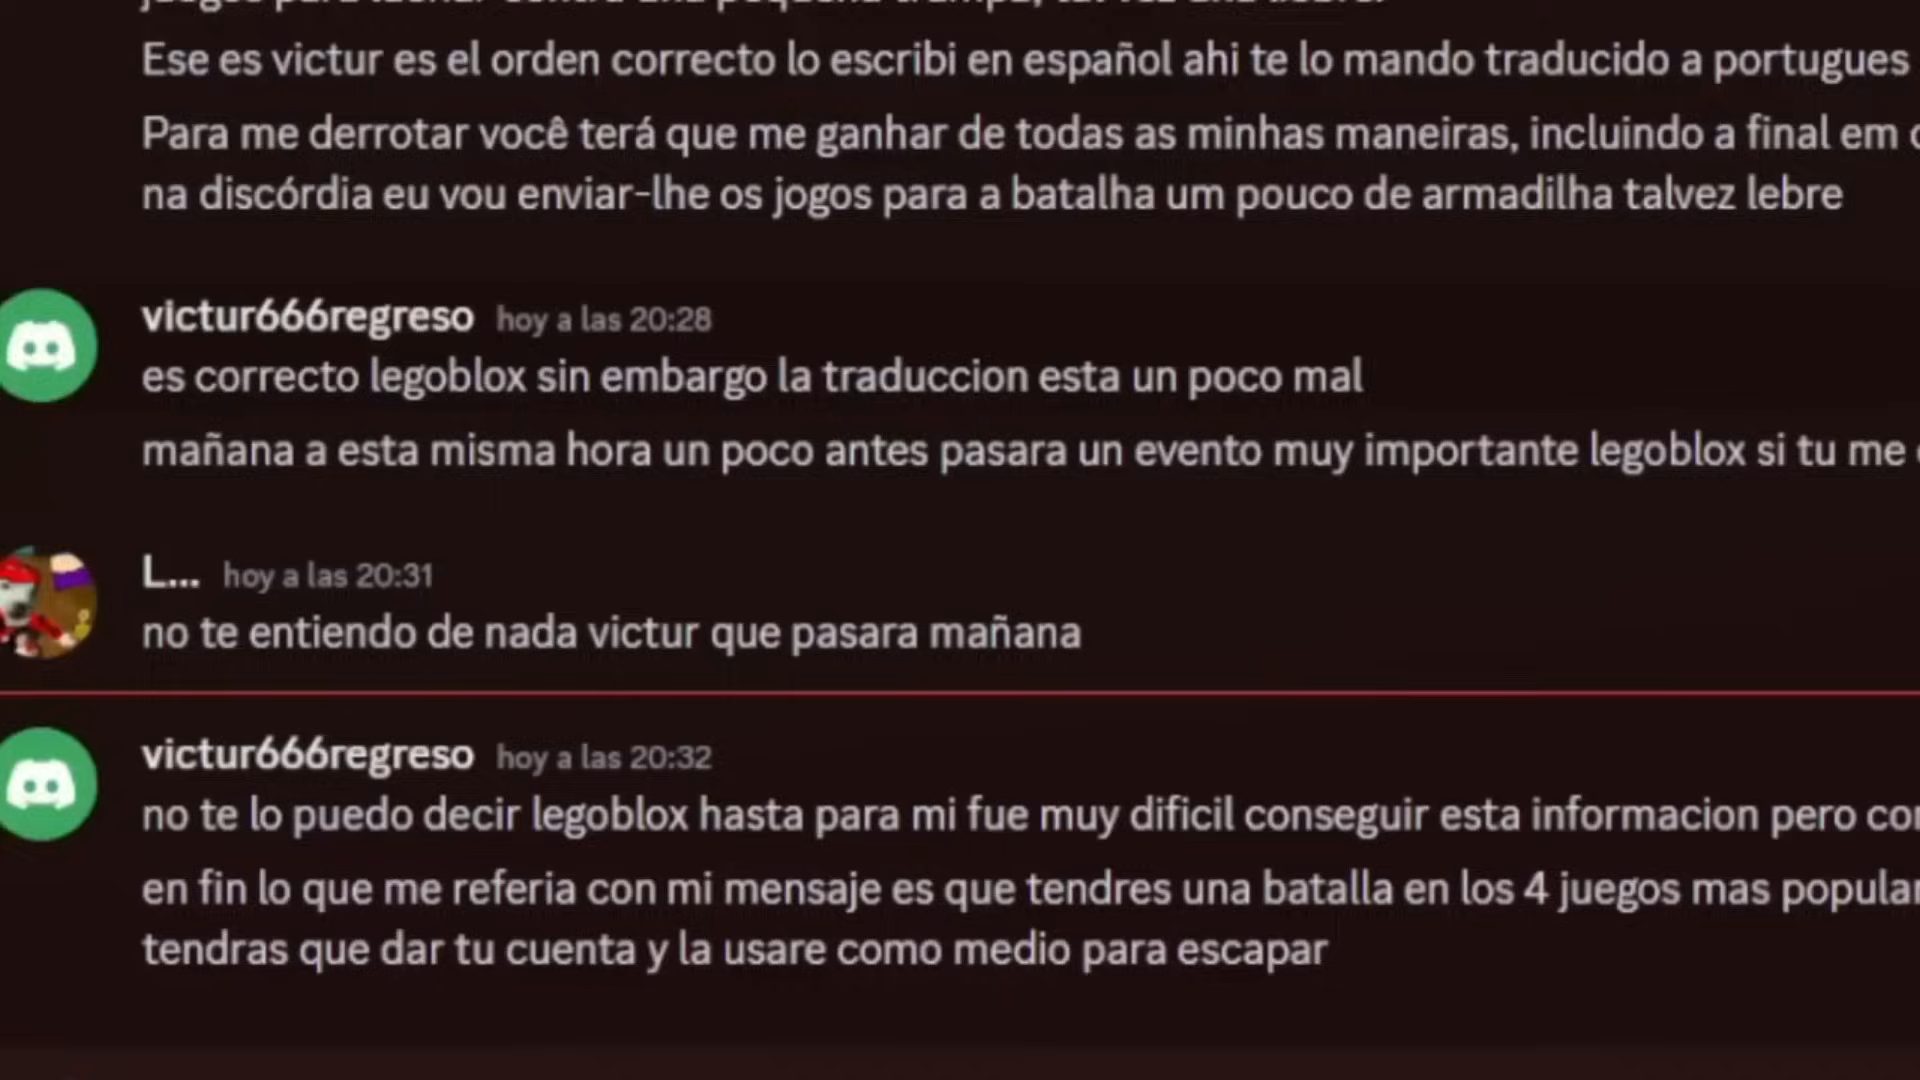 Ese es victur es el orden correcto lo escribi en español ahi te lo mando traducido a portugues
Para me derrotar você terá que me ganhar de todas as minhas maneiras, incluindo a final em
na discórdia eu vou enviar-lhe os jogos para a batalha um pouco de armadilha talvez lebre
victur666regreso hoy a las 20:28
es correcto legoblox sin embargo la traduccion esta un poco mal
mañana a esta misma hora un poco antes pasara un evento muy importante legoblox si tu me
L... hoy a las 20:31
no te entiendo de nada victur que pasara mañana
victur666regreso hoy a las 20:32
no te lo puedo decir legoblox hasta para mi fue muy dificil conseguir esta informacion pero
en fin lo que me referia con mi mensaje es que tendres una batalla en los 4 juegos mas
tendras que dar tu cuenta y la usare como medio para escapar